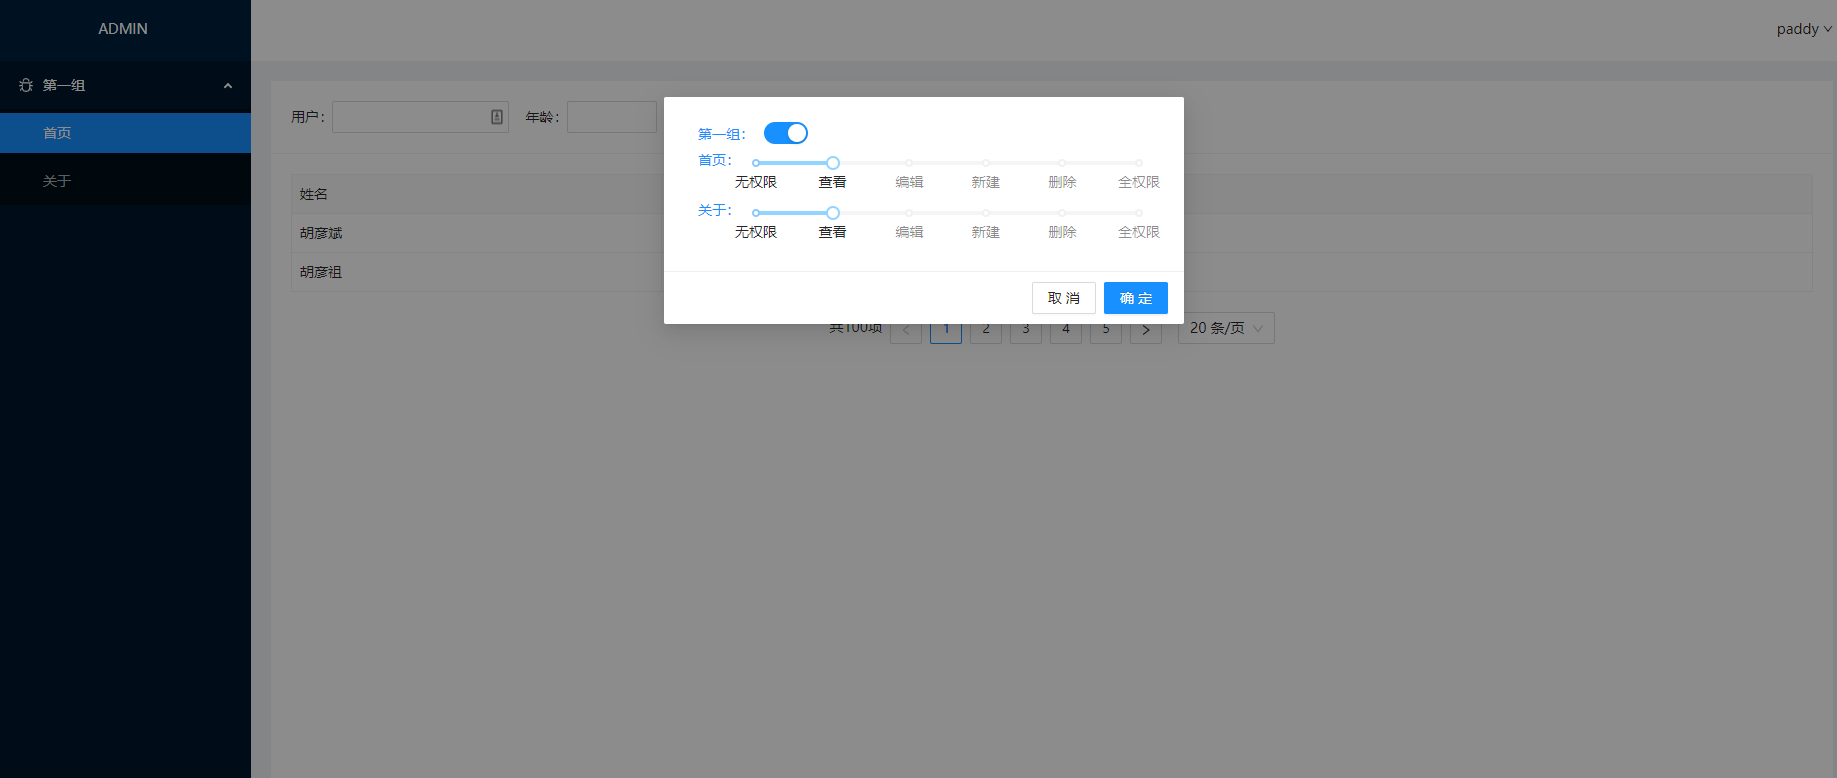 ADMIN
paddy
第一组
首页
关于
用户：
年龄：
姓名
胡彦斌
胡彦祖
第一组：
首页：
无权限 查看 编辑 新建 删除 全权限
关于：
无权限 查看 编辑 新建 删除 全权限
取 消 确 定
共100项 1 2 3 4 5 20 条/页